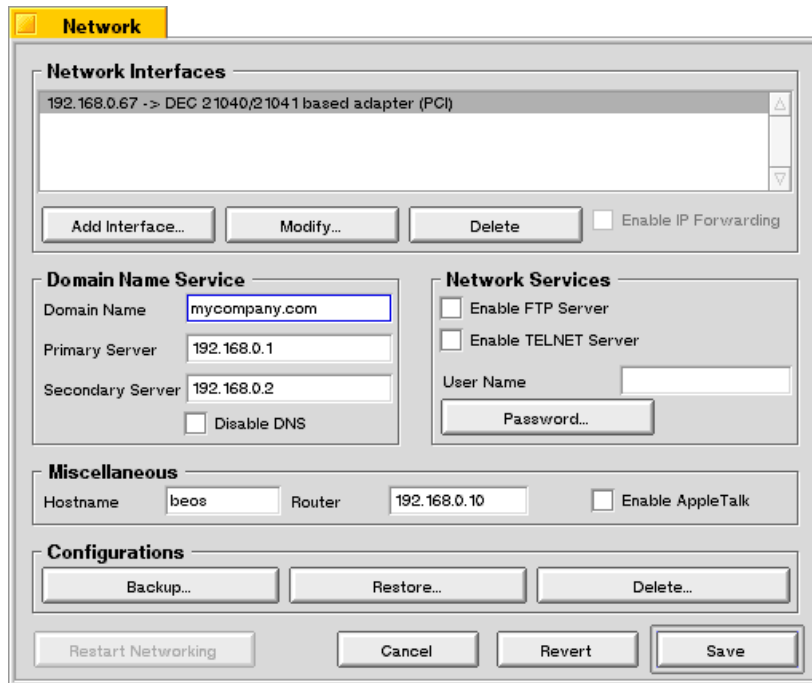 Network
Network Interfaces
192.168.0.67 -> DEC 21040/21041 based adapter (PCI)
Add Interface... Modify... Delete Enable IP Forwarding
Domain Name Service
Domain Name mycompany.com
Primary Server 192.168.0.1
Secondary Server 192.168.0.2
Disable DNS
Network Services
Enable FTP Server
Enable TELNET Server
User Name
Password...
Miscellaneous
Hostname beos Router 192.168.0.10 Enable AppleTalk
Configurations
Backup... Restore... Delete...
Restart Networking Cancel Revert Save